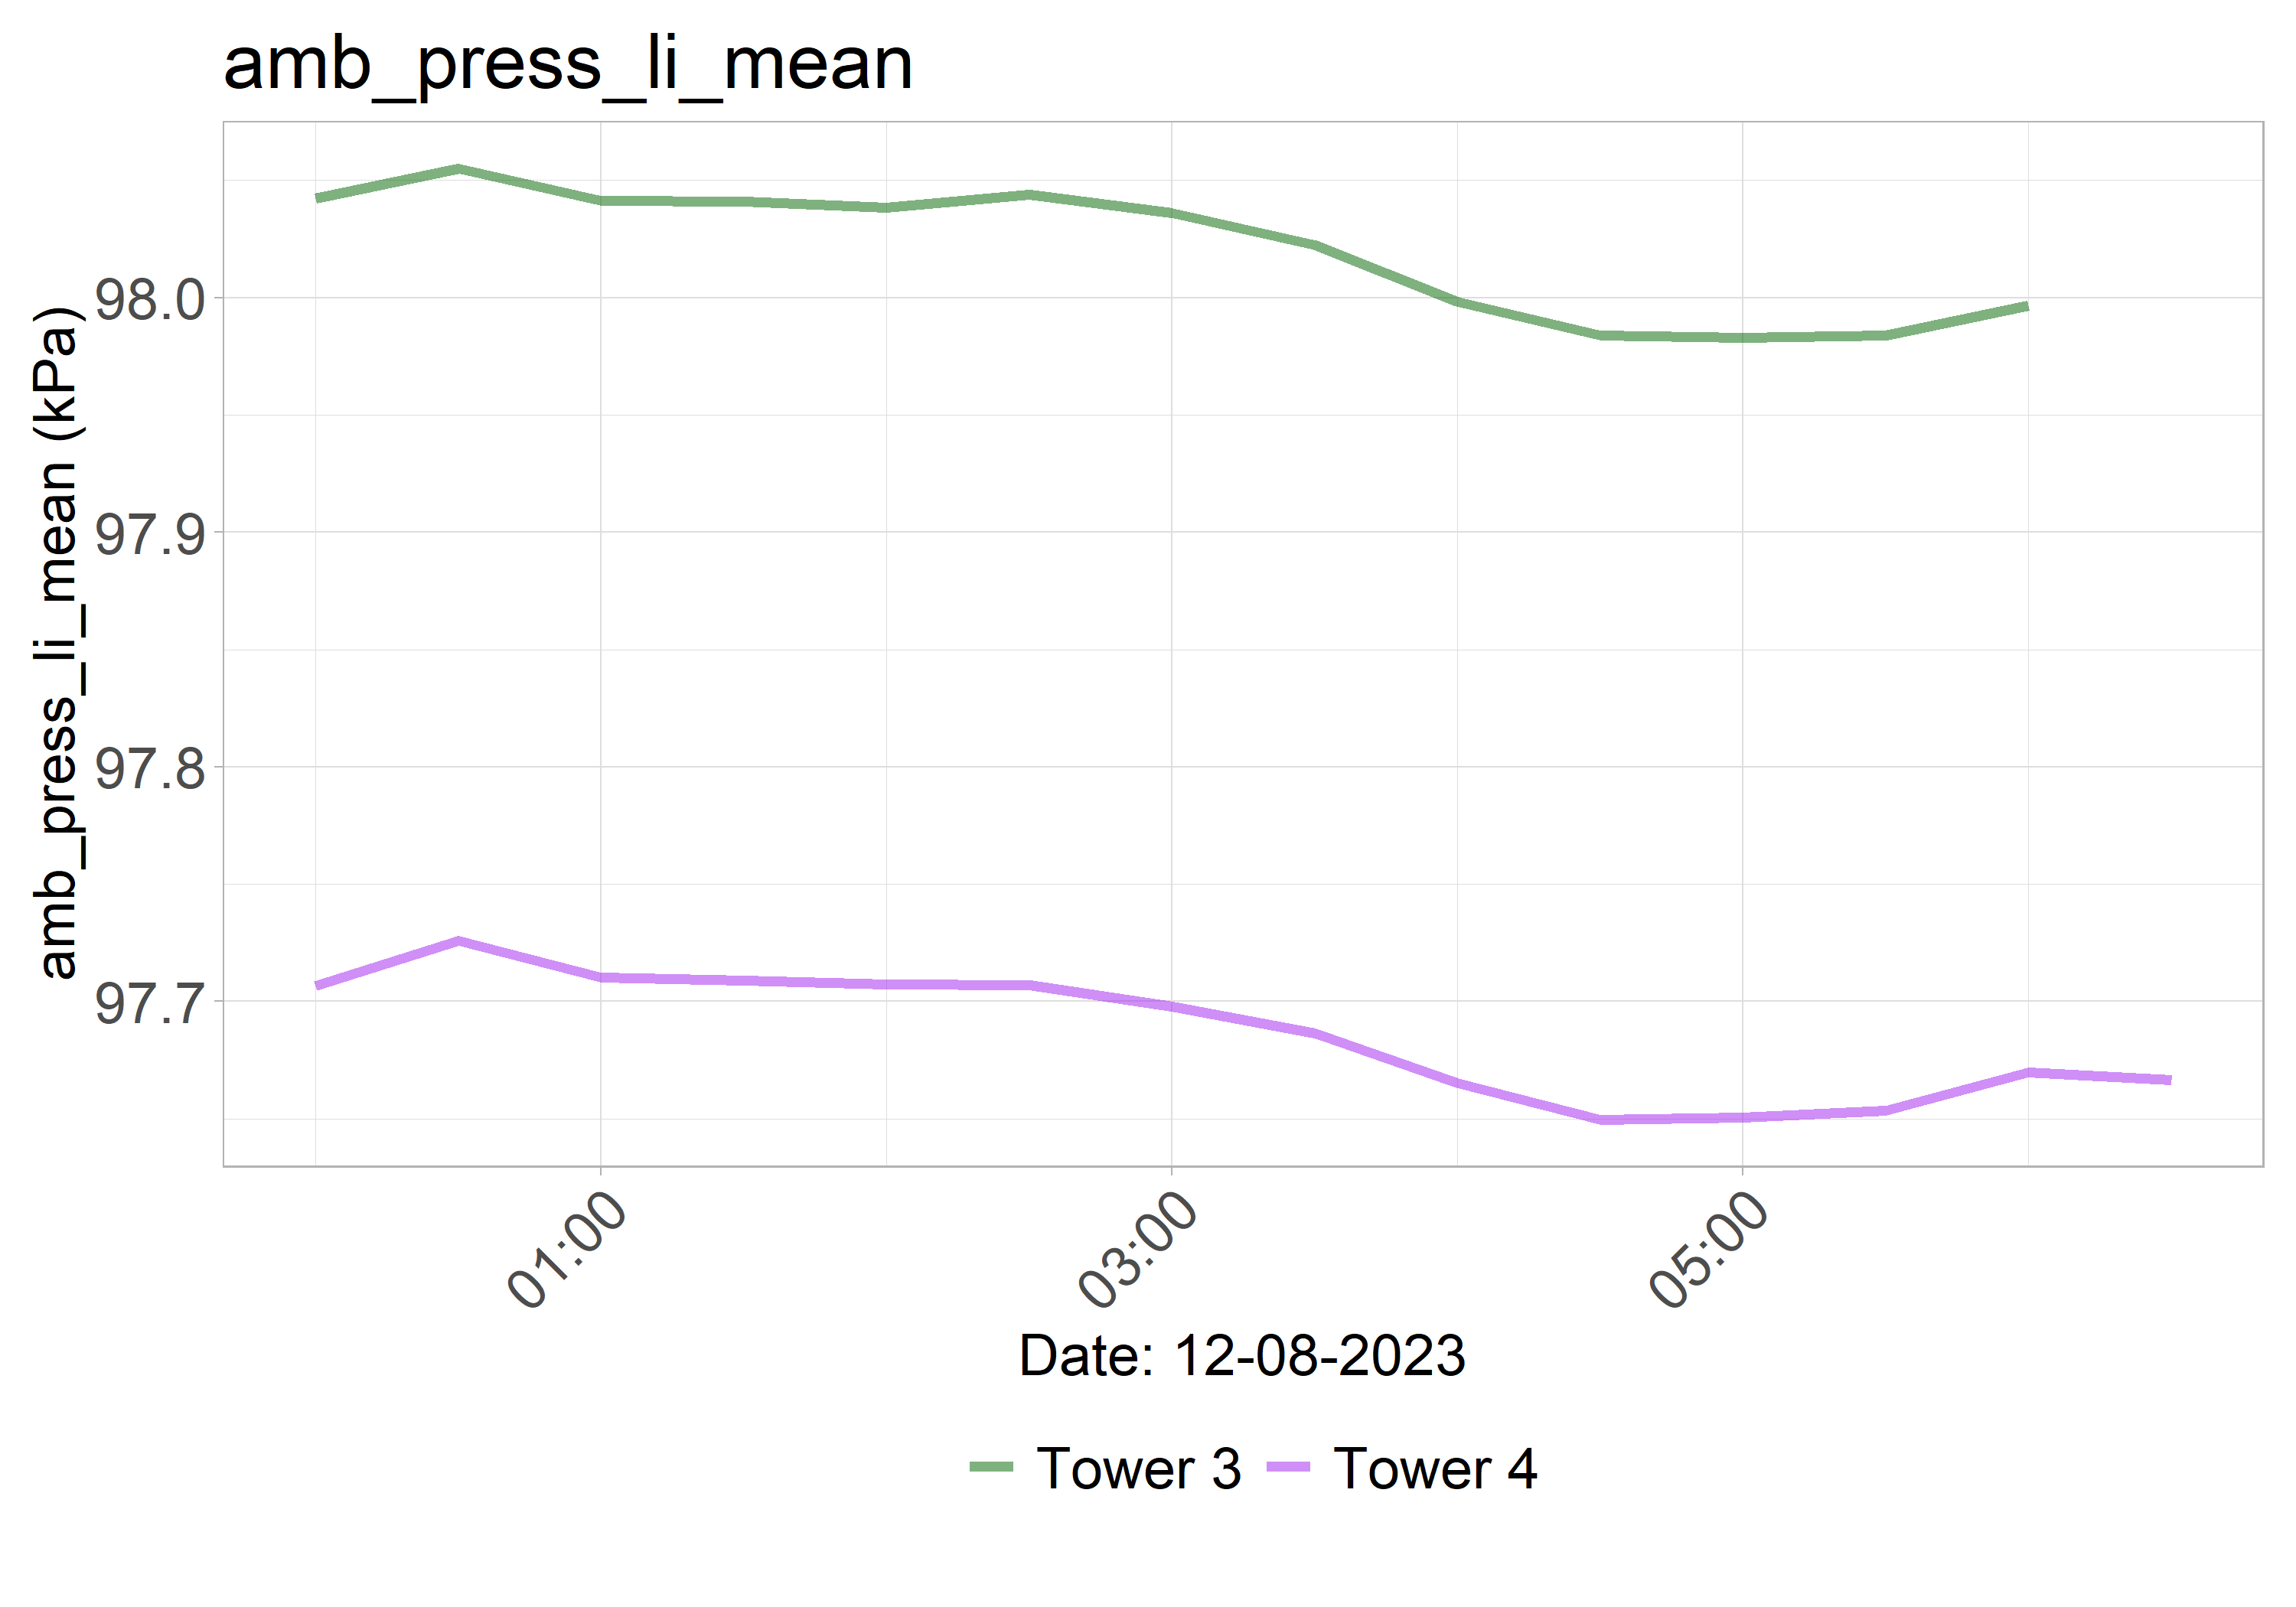 amb_press_li_mean
amb_press_li_mean (kPa)
98.0
97.9
97.8
97.7
01:00
03:00
05:00
Date: 12-08-2023
Tower 3
Tower 4